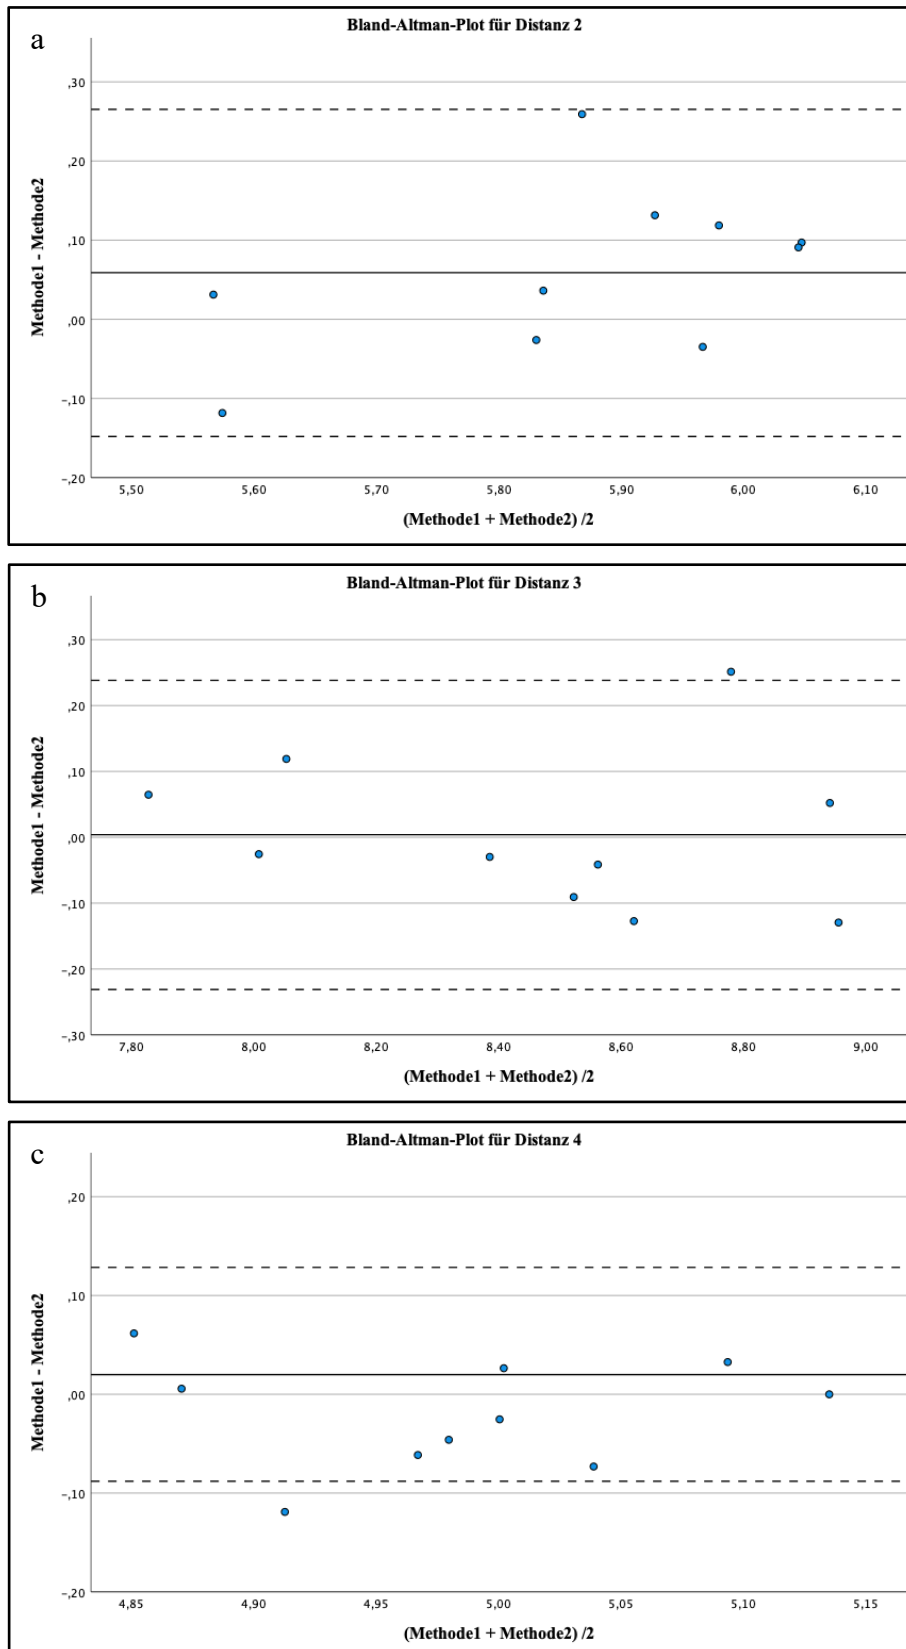 a
Bland-Altman-Plot für Distanz 2
Methode1 - Methode2
,30
,20
,10
,00
-,10
-,20
5,50 5,60 5,70 5,80 5,90 6,00 6,10
(Methode1 + Methode2) /2
b
Bland-Altman-Plot für Distanz 3
Methode1 - Methode2
,30
,20
,10
,00
-,10
-,20
-,30
7,80 8,00 8,20 8,40 8,60 8,80 9,00
(Methode1 + Methode2) /2
c
Bland-Altman-Plot für Distanz 4
Methode1 - Methode2
,20
,10
,00
-,10
-,20
4,85 4,90 4,95 5,00 5,05 5,10 5,15
(Methode1 + Methode2) /2